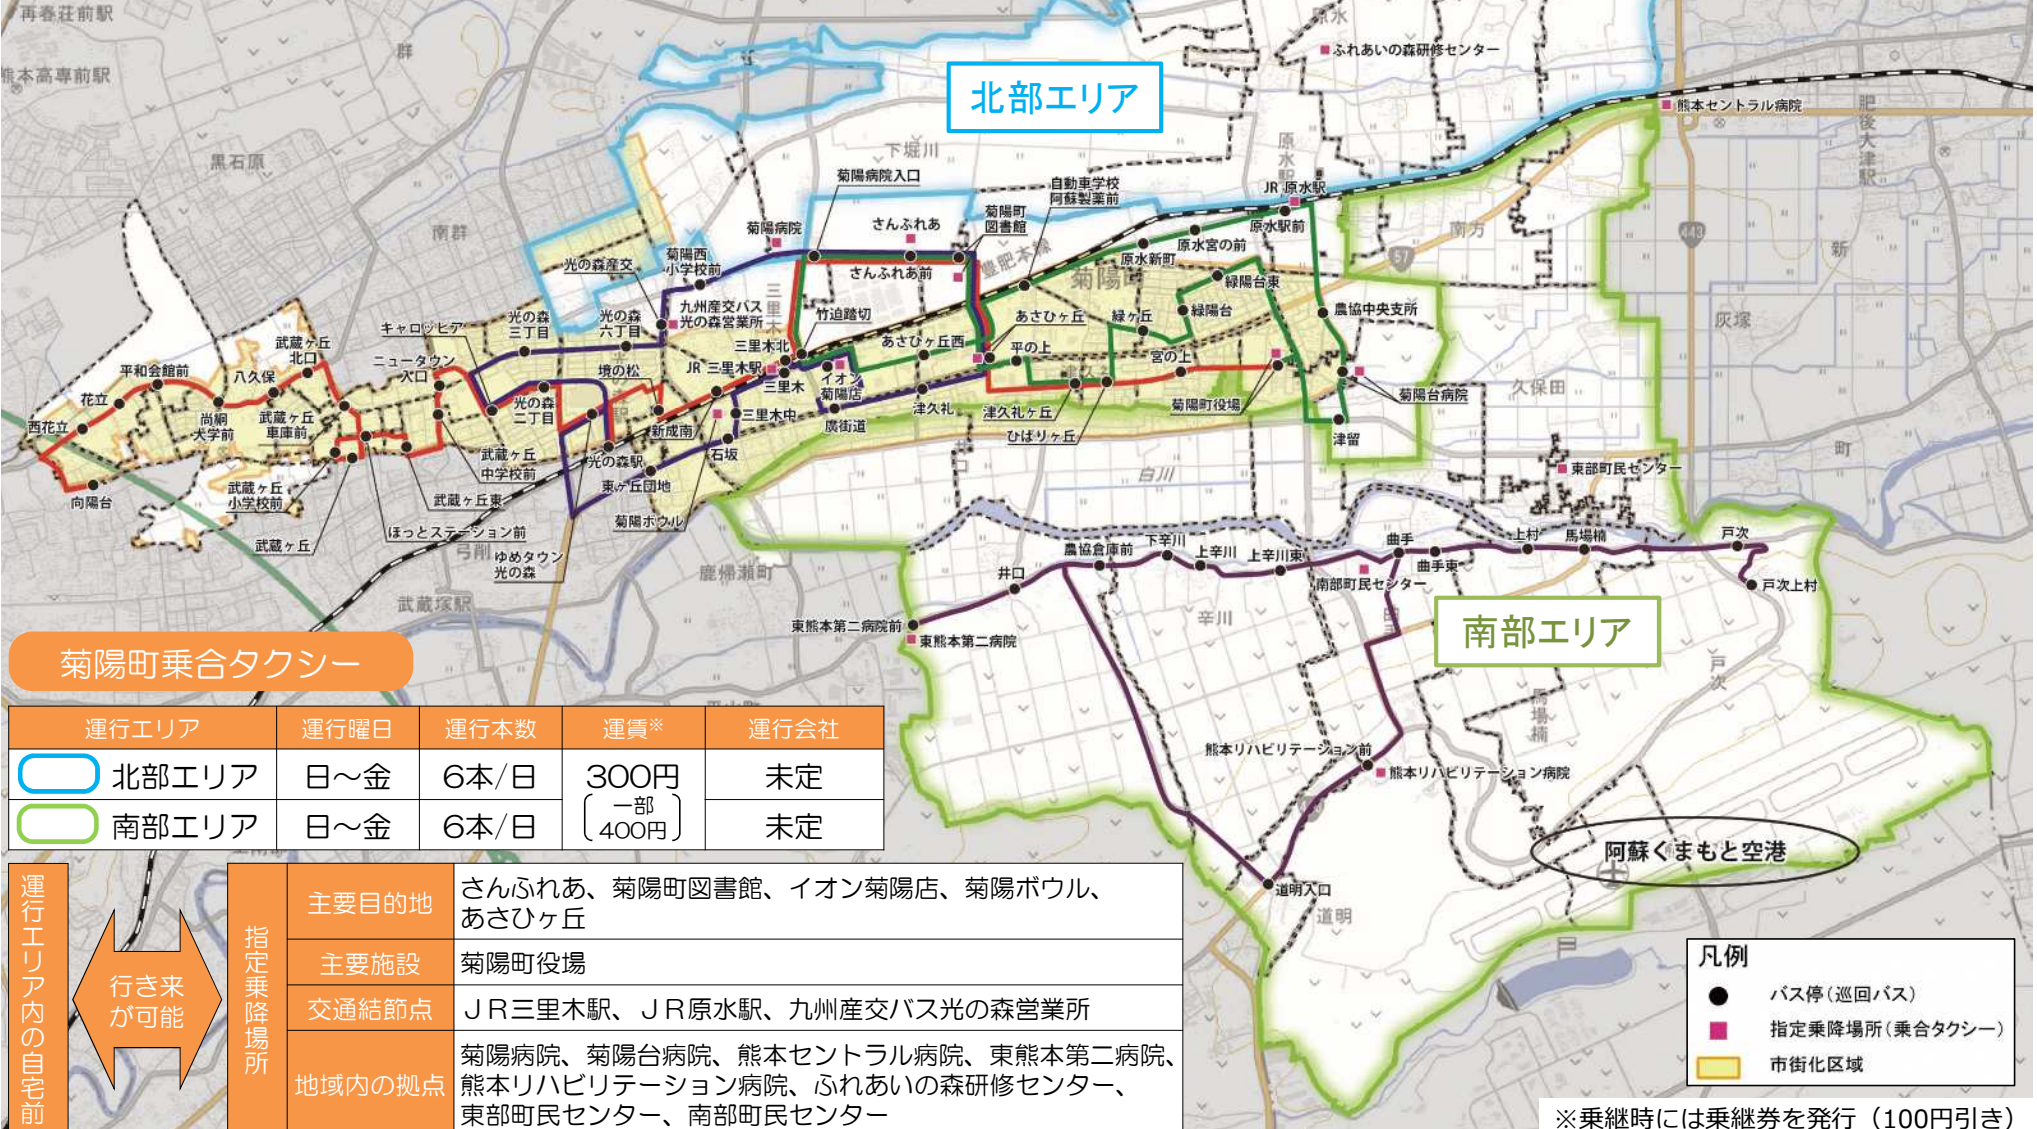 再春荘前駅
熊本高専前駅
群
黒石原
南群
原水
ふれあいの森研修センター
北部エリア
熊本セントラル病院
肥後大津駅
下堀川
原水駅
菊陽病院入口
自動車学校
阿蘇製薬前
JR 原水駅
菊陽病院
さんふれあ
菊陽町
図書館
原水駅前
南方
443
新
57
光の森産交
菊陽西
小学校前
さんふれあ前
豊肥本線
原水宮の前
原水新町
菊陽町
緑陽台東
三里木
九州産交バス
光の森営業所
竹迫踏切
あさひヶ丘
緑ヶ丘
緑陽台
農協中央支所
灰塚
キャロッピア
光の森
三丁目
光の森
六丁目
三里木北
あさひヶ丘西
平の上
宮の上
武蔵ヶ丘
北口
ニュータウン
入口
境の松
JR 三里木駅
三里木
イオン
菊陽店
津久礼
平和会館前
八久保
花立
西花立
尚絅
大学前
武蔵ヶ丘
車庫前
光の森
二丁目
新成南
三里木中
廣街道
津久礼
津久礼ヶ丘
菊陽町役場
菊陽台病院
久保田
ひばりヶ丘
津留
町
石坂
井口
白川
東部町民センター
武蔵ヶ丘
中学校前
光の森駅
東ヶ丘団地
向陽台
武蔵ヶ丘
小学校前
武蔵ヶ丘東
菊陽ボウル
ほっとステーション前
武蔵ヶ丘
弓削
ゆめタウン
光の森
鹿帰瀬町
武蔵塚駅
農協倉庫前
下辛川
上辛川
上辛川東
曲手
曲手東
上村
馬場楠
戸次
戸次上村
井口
南部町民センター
曲手
東熊本第二病院前
東熊本第二病院
辛川
南部エリア
戸次
馬場楠
熊本リハビリテーション前
熊本リハビリテーション病院
阿蘇くまもと空港
道明入口
道明
菊陽町乗合タクシー
運行エリア 運行曜日 運行本数 運賃※ 運行会社
北部エリア 日～金 6本/日 300円 未定
一部
400円
南部エリア 日～金 6本/日 未定
運行エリア内の自宅前
行き来
が可能
指定乗降場所
主要目的地 さんふれあ、菊陽町図書館、イオン菊陽店、菊陽ボウル、
あさひヶ丘
主要施設 菊陽町役場
交通結節点 ＪＲ三里木駅、ＪＲ原水駅、九州産交バス光の森営業所
地域内の拠点 菊陽病院、菊陽台病院、熊本セントラル病院、東熊本第二病院、
熊本リハビリテーション病院、ふれあいの森研修センター、
東部町民センター、南部町民センター
凡例
バス停（巡回バス）
指定乗降場所（乗合タクシー）
市街化区域
※乗継時には乗継券を発行（100円引き）